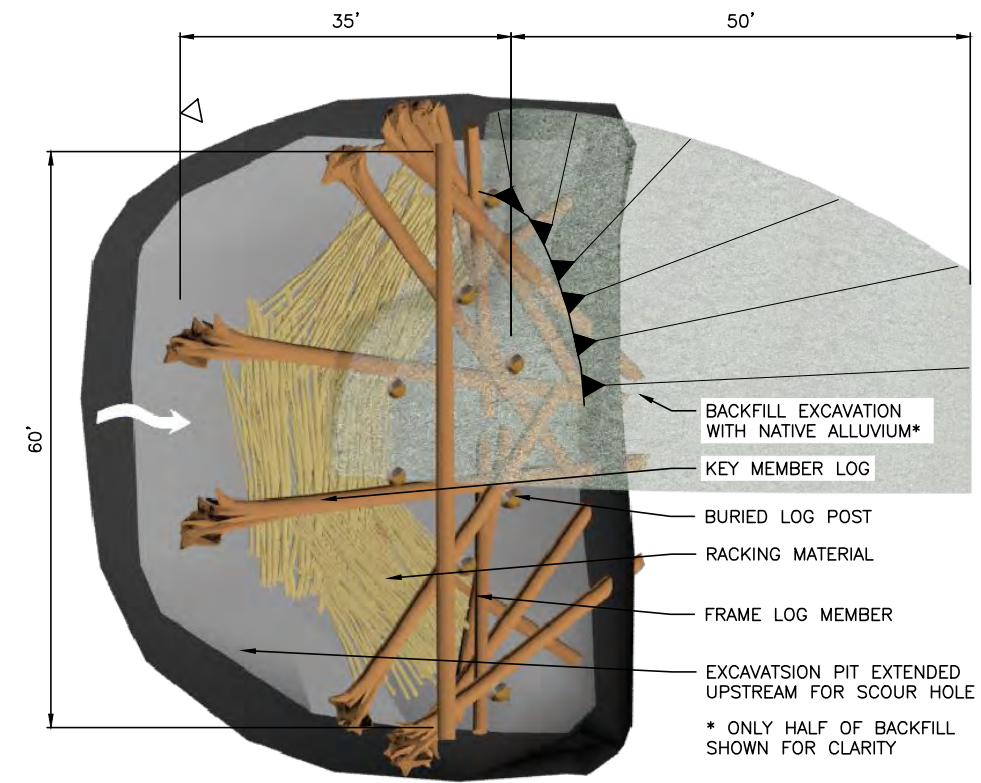 35'
50'
60'
BACKFILL EXCAVATION
WITH NATIVE ALLUVIUM*
KEY MEMBER LOG
BURIED LOG POST
RACKING MATERIAL
FRAME LOG MEMBER
EXCAVATSION PIT EXTENDED
UPSTREAM FOR SCOUR HOLE
* ONLY HALF OF BACKFILL
SHOWN FOR CLARITY